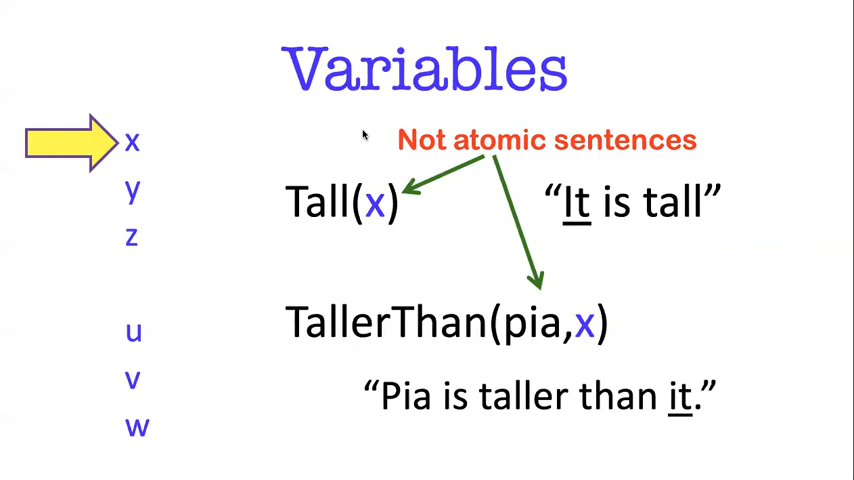 Variables
x
Not atomic sentences
y
Tall(x)
“It is tall”
z
u
TallerThan(pia,x)
v
“Pia is taller than it.”
w